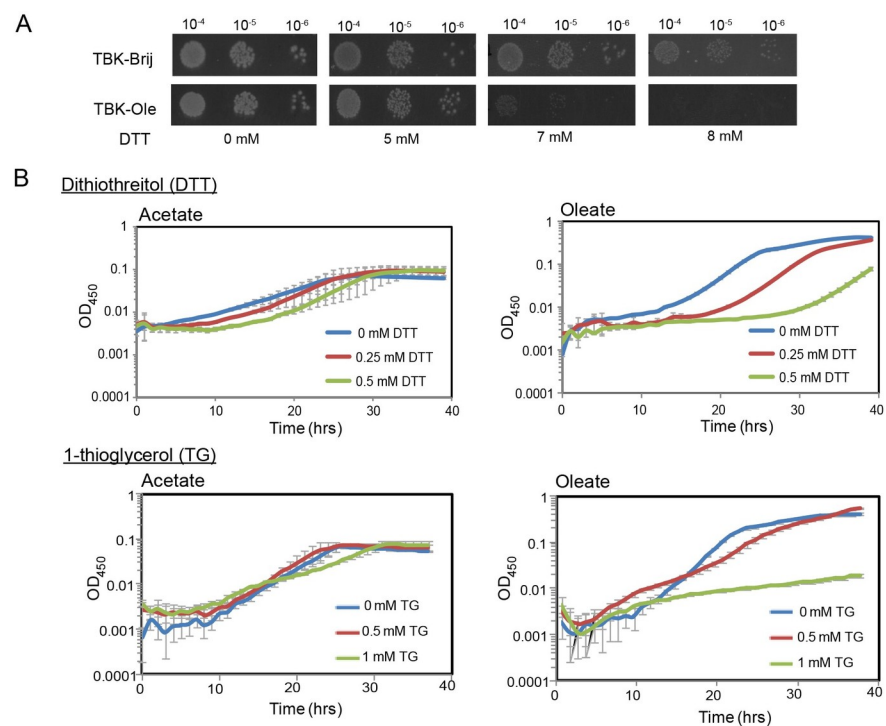 A
10-4 10-5 10-6 10-4 10-5 10-6 10-4 10-5 10-6 10-4 10-5 10-6
TBK-Brij
TBK-Ole
DTT 0 mM 5 mM 7 mM 8 mM
B
Dithiothreitol (DTT)
Acetate
1
0.1
0.01
0.001
0.0001
OD450
0 mM DTT
0.25 mM DTT
0.5 mM DTT
0 10 20 30 40
Time (hrs)
Oleate
1
0.1
0.01
0.001
0.0001
OD450
0 mM DTT
0.25 mM DTT
0.5 mM DTT
0 10 20 30 40
Time (hrs)
1-thioglycerol (TG)
Acetate
1
0.1
0.01
0.001
0.0001
OD450
0 mM TG
0.5 mM TG
1 mM TG
0 10 20 30 40
Time (hrs)
Oleate
1
0.1
0.01
0.001
0.0001
OD450
0 mM TG
0.5 mM TG
1 mM TG
0 10 20 30 40
Time (hrs)